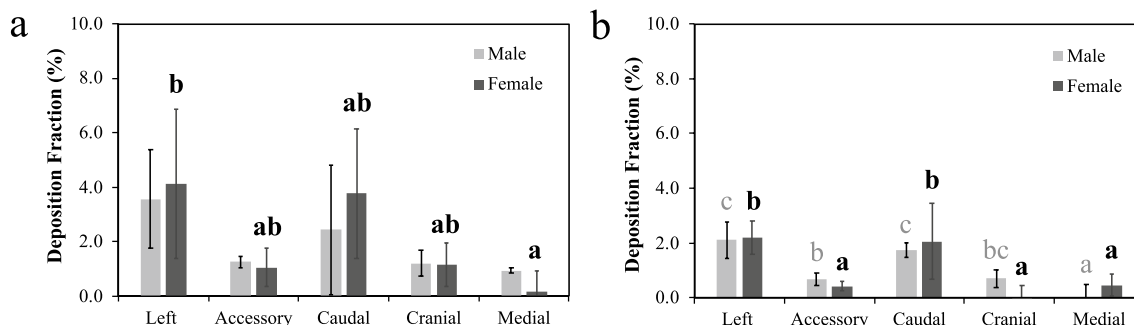 a
10.0
8.0
6.0
4.0
2.0
0.0
Deposition Fraction (%)
Male
Female
b
ab
ab
ab
a
Left Accessory Caudal Cranial Medial
b
10.0
8.0
6.0
4.0
2.0
0.0
Deposition Fraction (%)
Male
Female
c b
b a
c b
bc a
a a
Left Accessory Caudal Cranial Medial